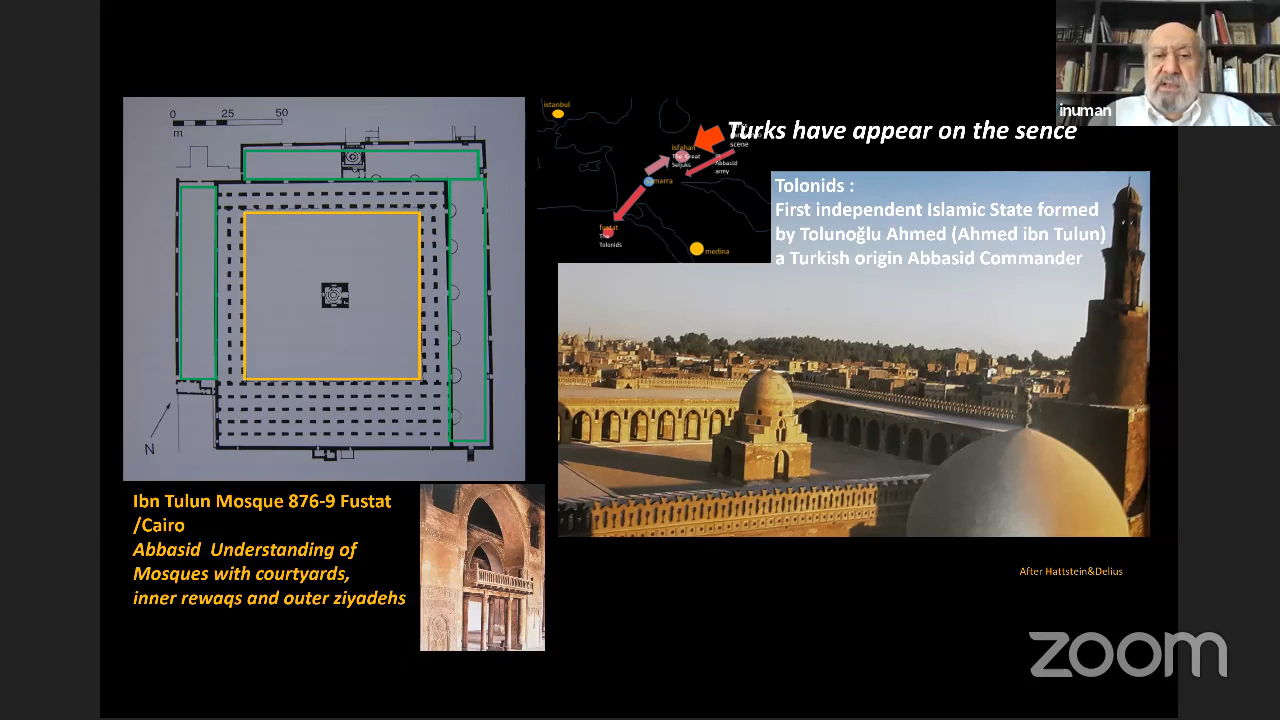 0 25 50
m
N
istanbul
isfahan
The Great
Seljuks
scene
Abbasid
army
samarra
fustat
The
Tolonids
medina
Turks have appear on the sence
inuman
Tolonids :
First independent Islamic State formed
by Tolunoğlu Ahmed (Ahmed ibn Tulun)
a Turkish origin Abbasid Commander
Ibn Tulun Mosque 876-9 Fustat
/Cairo
Abbasid Understanding of
Mosques with courtyards,
inner rewaqs and outer ziyadehs
After Hattstein&Delius
zoom